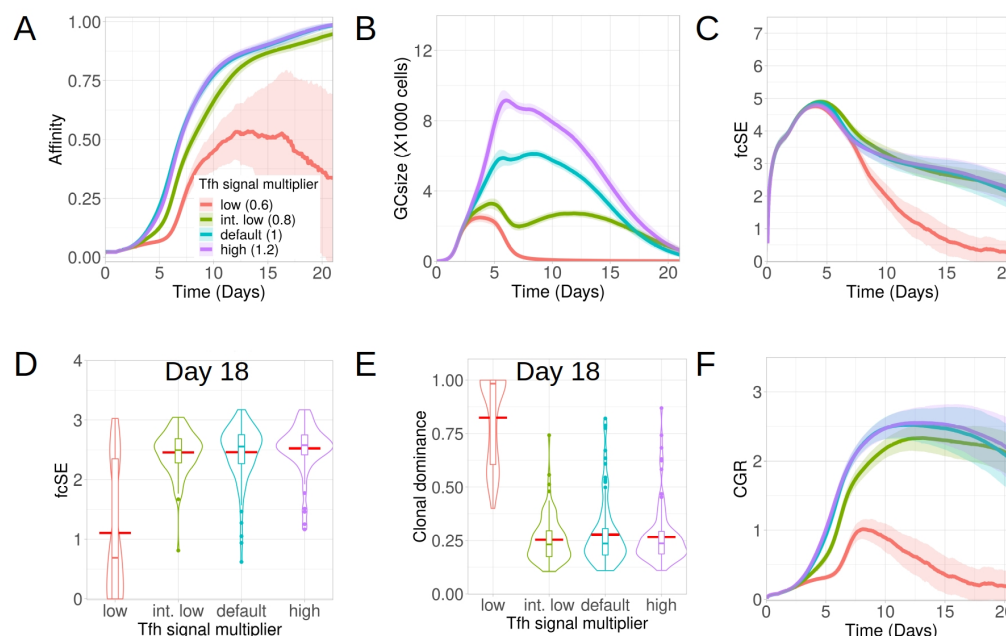 A
1.00
0.75
0.50
0.25
0.00
Affinity
Tfh signal multiplier
low (0.6)
int. low (0.8)
default (1)
high (1.2)
0
5
10
15
20
Time (Days)
B
12
8
4
0
GCsize (X1000 cells)
0
5
10
15
20
Time (Days)
C
7
6
5
4
3
2
1
0
fcSE
0
5
10
15
20
Time (Days)
D
Day 18
4
3
2
1
0
fcSE
low
int. low
default
high
Tfh signal multiplier
E
Day 18
1.00
0.75
0.50
0.25
0.00
Clonal dominance
low
int. low
default
high
Tfh signal multiplier
F
3
2
1
0
CGR
0
5
10
15
20
Time (Days)